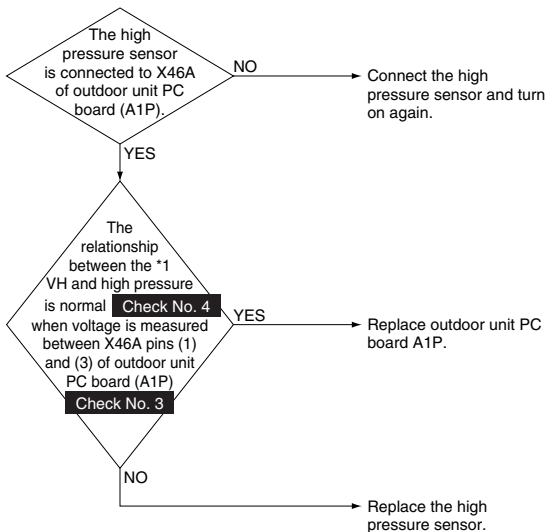 The high
pressure sensor
is connected to X46A
of outdoor unit PC
board (A1P).
NO
Connect the high
pressure sensor and turn
on again.
YES
The
relationship
between the *1
VH and high pressure
is normal Check No. 4
when voltage is measured
between X46A pins (1)
and (3) of outdoor unit
PC board (A1P)
Check No. 3
YES
Replace outdoor unit PC
board A1P.
NO
Replace the high
pressure sensor.